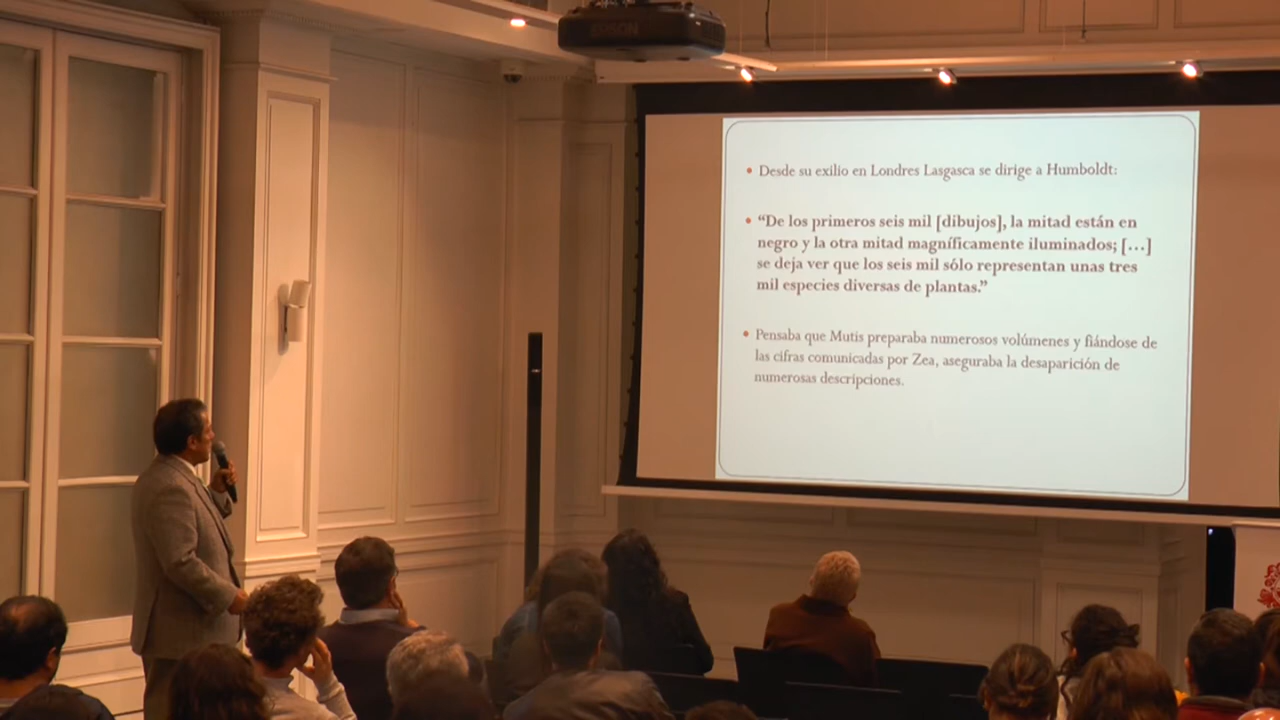 EPSON
• Desde su exilio en Londres Lasgasca se dirige a Humboldt:
• “De los primeros seis mil [dibujos], la mitad están en
negro y la otra mitad magníficamente iluminados; […]
se deja ver que los seis mil sólo representan unas tres
mil especies diversas de plantas.”
• Pensaba que Mutis preparaba numerosos volúmenes y fiándose de
las cifras comunicadas por Zea, aseguraba la desaparición de
numerosas descripciones.